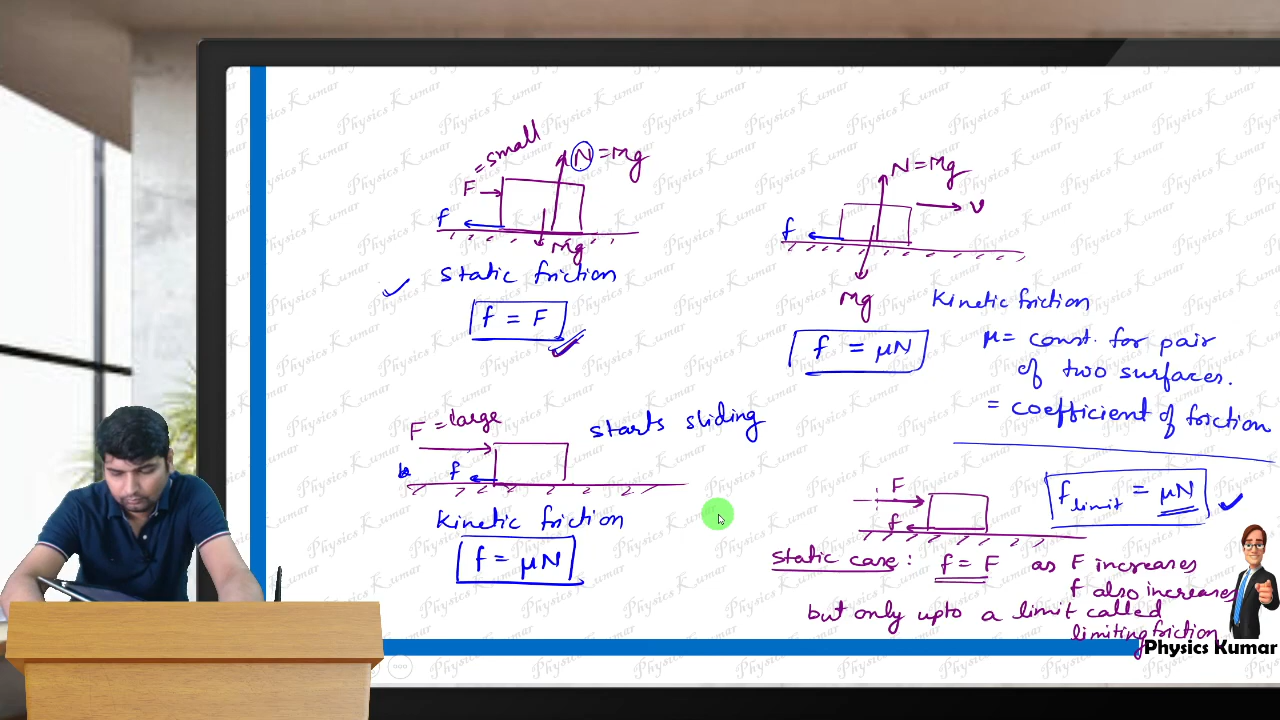 F = small
N = Mg
f
Mg
static friction
f = F
N = Mg
v
f
Mg
Kinetic friction
f = μN
μ = const. for pair
of two surfaces.
= coefficient of friction
F = large
starts sliding
f
Kinetic friction
f = μN
F
f
f limit = μN
static case : f = F as F increases
f also increases
but only upto a limit called
limiting friction
Physics Kumar